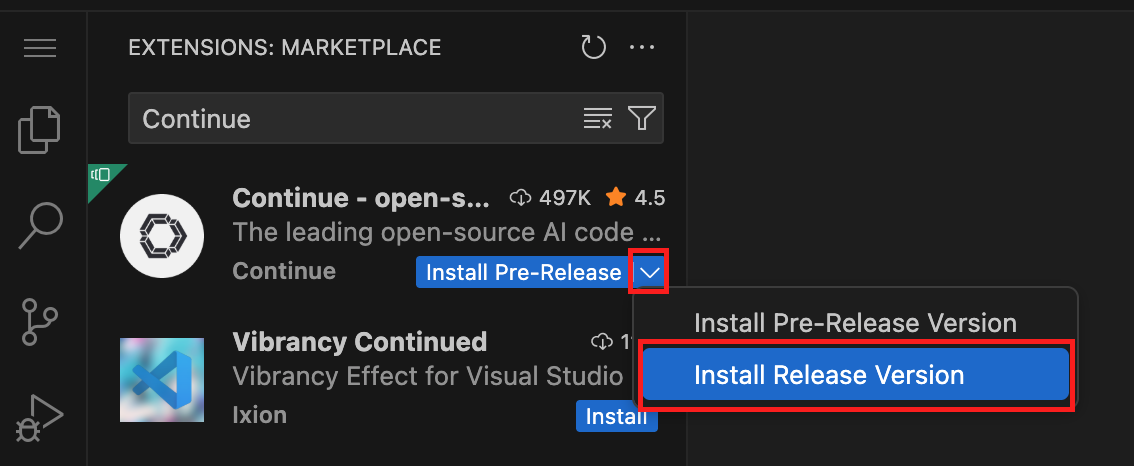 EXTENSIONS: MARKETPLACE
Continue
Continue - open-s... 497K 4.5
The leading open-source AI code ...
Continue Install Pre-Release
Install Pre-Release Version
Install Release Version
Vibrancy Continued
Vibrancy Effect for Visual Studio
Ixion Install